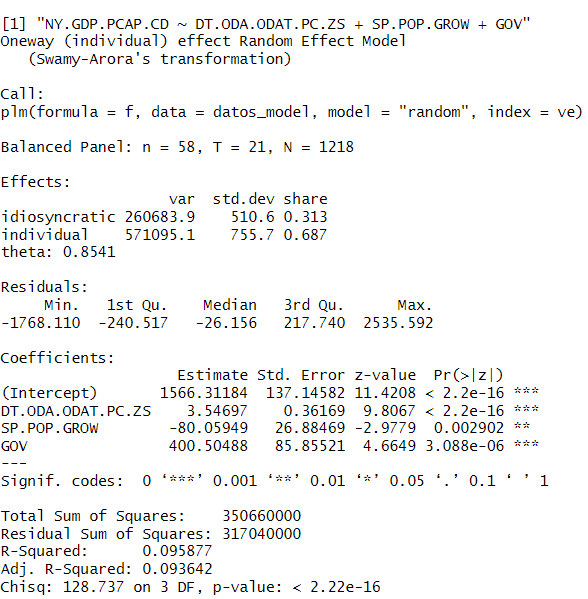 [1] "NY.GDP.PCAP.CD ~ DT.ODA.ODAT.PC.ZS + SP.POP.GROW + GOV"
Oneway (individual) effect Random Effect Model
   (Swamy-Arora's transformation)

Call:
plm(formula = f, data = datos_model, model = "random", index = ve)

Balanced Panel: n = 58, T = 21, N = 1218

Effects:
                   var  std.dev share
idiosyncratic 260683.9    510.6 0.313
individual    571095.1    755.7 0.687
theta: 0.8541

Residuals:
     Min.   1st Qu.    Median   3rd Qu.      Max.
-1768.110  -240.517   -26.156   217.740  2535.592

Coefficients:
                    Estimate Std. Error z-value  Pr(>|z|)
(Intercept)       1566.31184  137.14582 11.4208 < 2.2e-16 ***
DT.ODA.ODAT.PC.ZS    3.54697    0.36169  9.8067 < 2.2e-16 ***
SP.POP.GROW        -80.05949   26.88469 -2.9779  0.002902 **
GOV                400.50488   85.85521  4.6649 3.088e-06 ***
---
Signif. codes:  0 ‘***’ 0.001 ‘**’ 0.01 ‘*’ 0.05 ‘.’ 0.1 ‘ ’ 1

Total Sum of Squares:    350660000
Residual Sum of Squares: 317040000
R-Squared:      0.095877
Adj. R-Squared: 0.093642
Chisq: 128.737 on 3 DF, p-value: < 2.22e-16